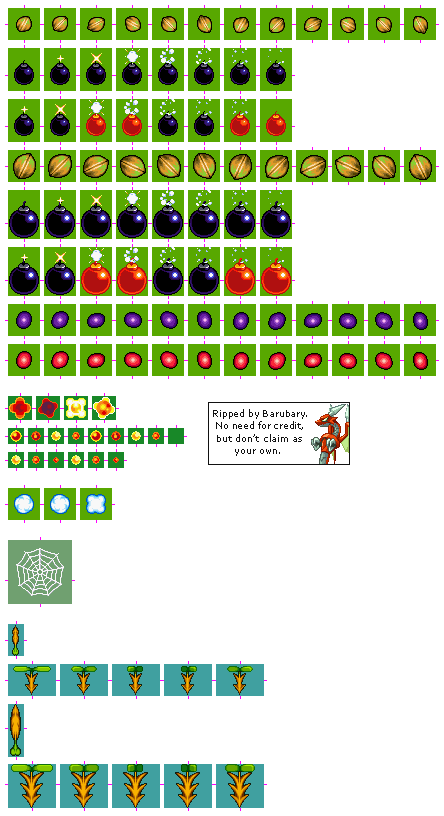 Ripped by Barubary.
No need for credit,
but don't claim as
your own.